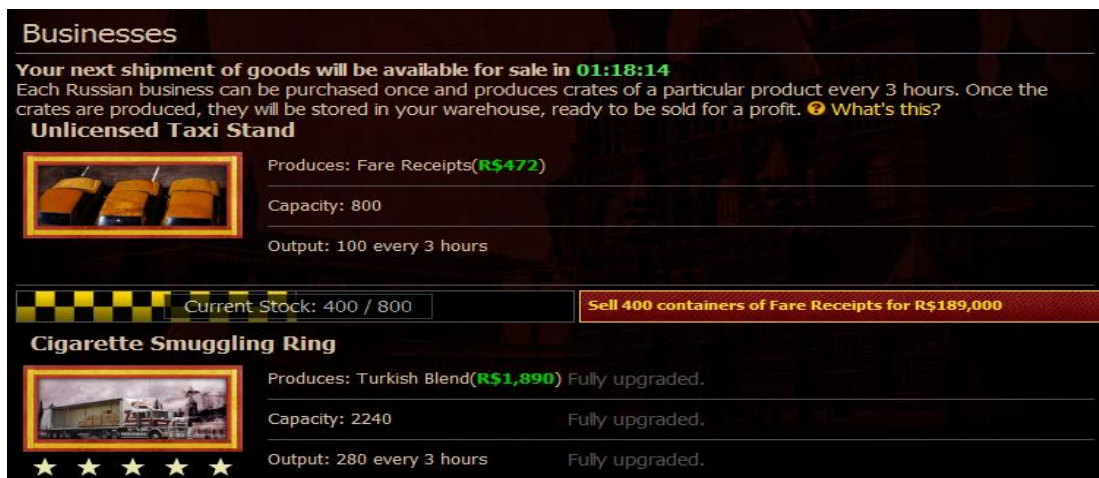 Businesses
Your next shipment of goods will be available for sale in 01:18:14
Each Russian business can be purchased once and produces crates of a particular product every 3 hours. Once the
crates are produced, they will be stored in your warehouse, ready to be sold for a profit. ? What's this?
Unlicensed Taxi Stand
Produces: Fare Receipts(R$472)
Capacity: 800
Output: 100 every 3 hours
Current Stock: 400 / 800
Sell 400 containers of Fare Receipts for R$189,000
Cigarette Smuggling Ring
Produces: Turkish Blend(R$1,890) Fully upgraded.
Capacity: 2240 Fully upgraded.
Output: 280 every 3 hours Fully upgraded.